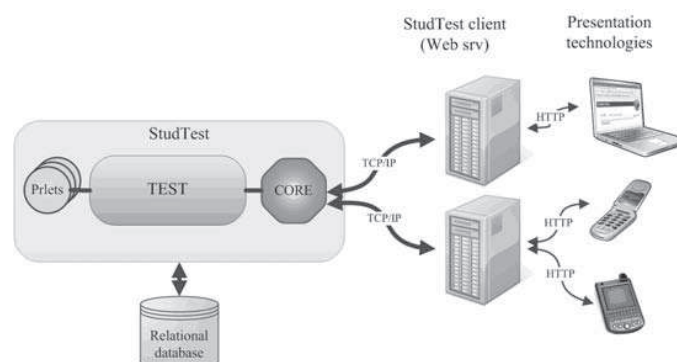 StudTest client
(Web srv)
Presentation
technologies
StudTest
Prlets
TEST
CORE
TCP/IP
TCP/IP
HTTP
HTTP
HTTP
Relational
database